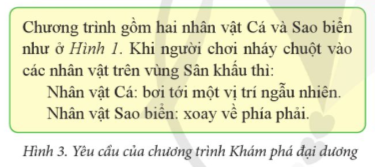 Chương trình gồm hai nhân vật Cá và Sao biển
như ở Hình 1. Khi người chơi nháy chuột vào
các nhân vật trên vùng Sân khấu thì:
Nhân vật Cá: bơi tới một vị trí ngẫu nhiên.
Nhân vật Sao biển: xoay về phía phải.
Hình 3. Yêu cầu của chương trình Khám phá đại dương